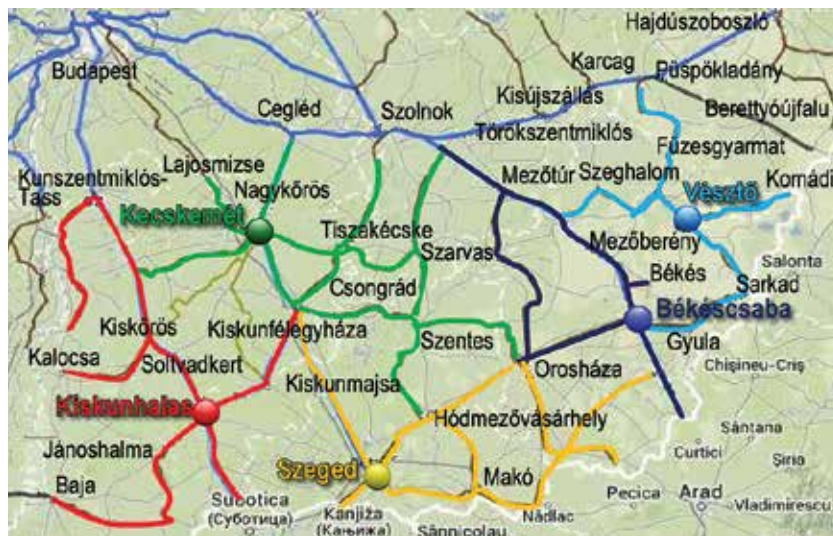 Hajdúszoboszló
Karcag
Püspökladány
Budapest
Kisújszállás
Berettyóújfalu
Cegléd
Szolnok
Törökszentmiklós
Füzesgyarmat
Lajosmizse
Mezőtúr
Szeghalom
Kunszentmiklós-
Tass
Nagykőrös
Vésztő
Komádi
Kecskemét
Tiszakécske
Szarvas
Mezőberény
Salonta
Békés
Csongrád
Sarkad
Békéscsaba
Kiskőrös
Kiskunfélegyháza
Szentes
Gyula
Kalocsa
Soltvadkert
Orosháza
Chișineu-Criș
Kiskunmajsa
Kiskunhalas
Hódmezővásárhely
Sântana
Jánoshalma
Curtici
Szeged
Makó
Șiria
Baja
Pecica
Arad
Subotica
(Суботица)
Kanjiža
(Кањижа)
Nădlac
Vladimirescu
Sânnicolau